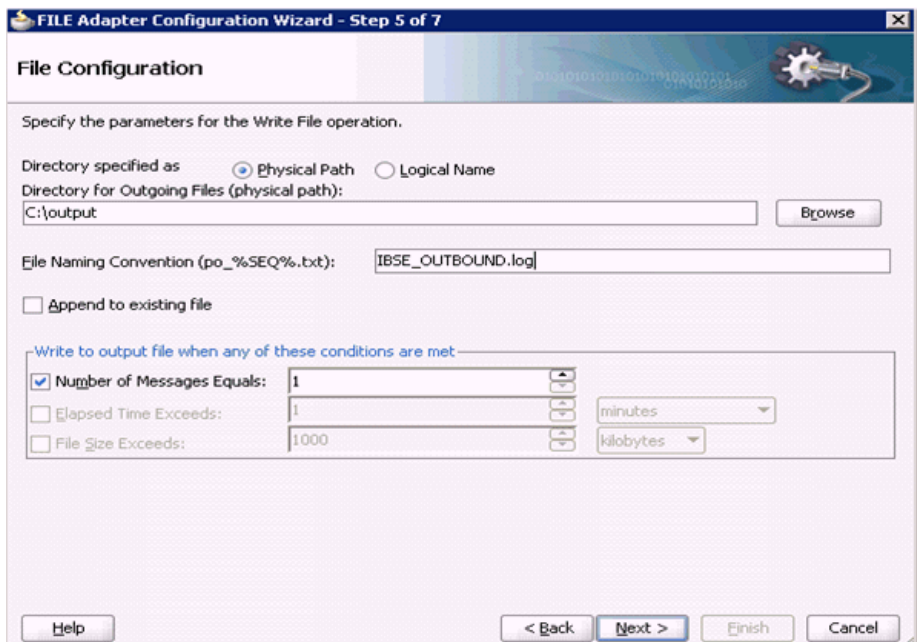 FILE Adapter Configuration Wizard - Step 5 of 7
File Configuration
Specify the parameters for the Write File operation.
Directory specified as Physical Path Logical Name
Directory for Outgoing Files (physical path):
C:\output Browse
File Naming Convention (po_%SEQ%.txt): IBSE_OUTBOUND.log
Append to existing file
Write to output file when any of these conditions are met
Number of Messages Equals: 1
Elapsed Time Exceeds: 1 minutes
File Size Exceeds: 1000 kilobytes
Help < Back Next > Finish Cancel